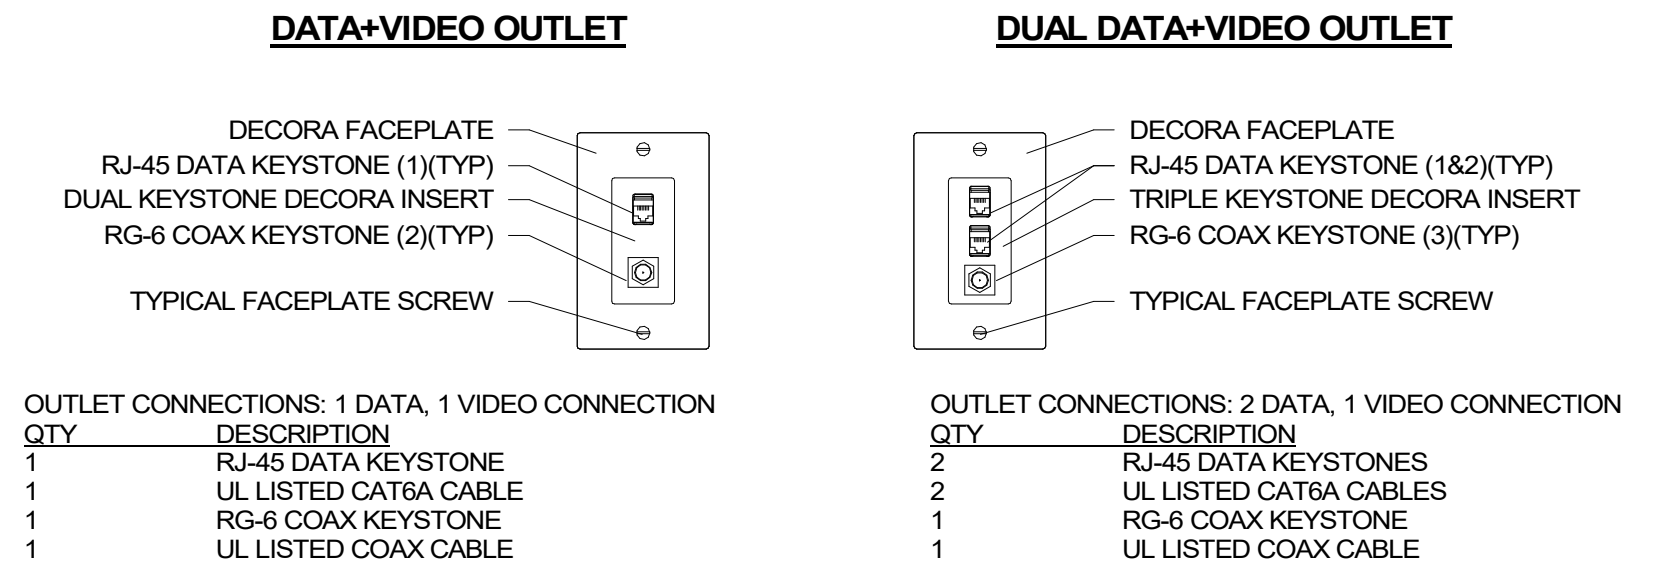 DATA+VIDEO OUTLET
DECORA FACEPLATE
RJ-45 DATA KEYSTONE (1)(TYP)
DUAL KEYSTONE DECORA INSERT
RG-6 COAX KEYSTONE (2)(TYP)
TYPICAL FACEPLATE SCREW
OUTLET CONNECTIONS: 1 DATA, 1 VIDEO CONNECTION
QTY DESCRIPTION
1 RJ-45 DATA KEYSTONE
1 UL LISTED CAT6A CABLE
1 RG-6 COAX KEYSTONE
1 UL LISTED COAX CABLE
DUAL DATA+VIDEO OUTLET
DECORA FACEPLATE
RJ-45 DATA KEYSTONE (1&2)(TYP)
TRIPLE KEYSTONE DECORA INSERT
RG-6 COAX KEYSTONE (3)(TYP)
TYPICAL FACEPLATE SCREW
OUTLET CONNECTIONS: 2 DATA, 1 VIDEO CONNECTION
QTY DESCRIPTION
2 RJ-45 DATA KEYSTONES
2 UL LISTED CAT6A CABLES
1 RG-6 COAX KEYSTONE
1 UL LISTED COAX CABLE